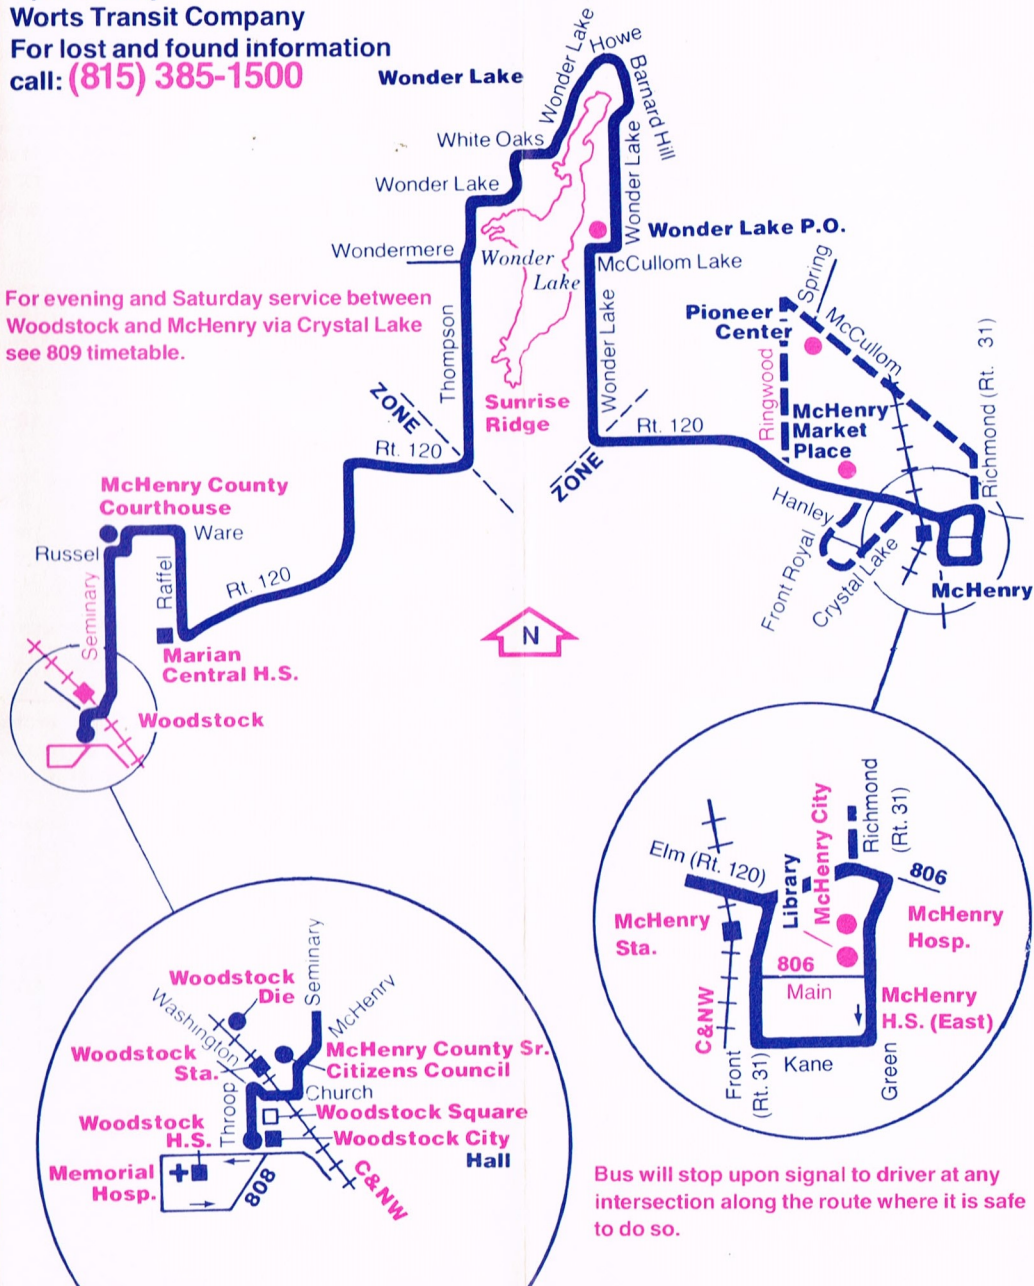 Worts Transit Company
For lost and found information
call: (815) 385-1500
Wonder Lake
Wonder Lake
Howe
Barnard Hill
White Oaks
Wonder Lake
Wonder Lake
Wonder Lake P.O.
Wondermere
Wonder
Lake
McCullom Lake
Spring
For evening and Saturday service between
Woodstock and McHenry via Crystal Lake
see 809 timetable.
Thompson
Wonder Lake
Pioneer
Center
McCullom
Richmond (Rt. 31)
Ringwood
Sunrise
Ridge
ZONE
Rt. 120
Rt. 120
ZONE
McHenry
Market
Place
McHenry County
Courthouse
Russel
Ware
Seminary
Raffel
Rt. 120
Hanley
Front Royal
Crystal Lake
McHenry
N
Marian
Central H.S.
Woodstock
Elm (Rt. 120)
Library
McHenry City
Richmond
(Rt. 31)
806
McHenry
Sta.
McHenry
Hosp.
806
Main
C&NW
McHenry
H.S. (East)
Front
(Rt. 31)
Kane
Green
Woodstock
Die
Seminary
McHenry
Washington
Woodstock
Sta.
McHenry County Sr.
Citizens Council
Throop
Church
Woodstock Square
Woodstock
H.S.
Woodstock City
Hall
Memorial
Hosp.
808
C&NW
Bus will stop upon signal to driver at any
intersection along the route where it is safe
to do so.